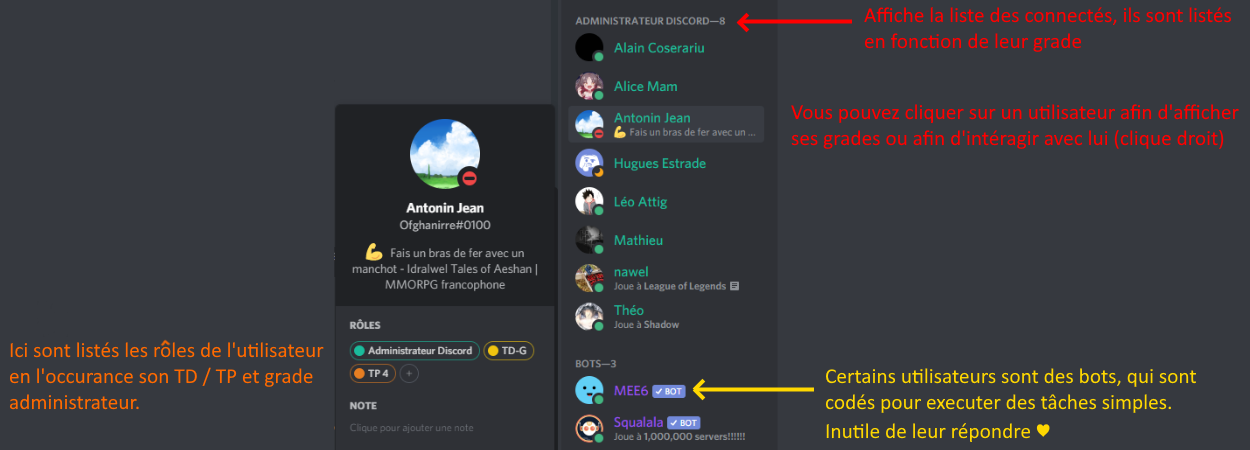 ADMINISTRATEUR DISCORD—8
Affiche la liste des connectés, ils sont listés
en fonction de leur grade
Alain Coserariu
Alice Mam
Antonin Jean
Fais un bras de fer avec un ...
Vous pouvez cliquer sur un utilisateur afin d'afficher
ses grades ou afin d'intéragir avec lui (clique droit)
Hugues Estrade
Léo Attig
Mathieu
nawel
Joue à League of Legends
Théo
Joue à Shadow
Antonin Jean
Ofghanirre#0100
💪 Fais un bras de fer avec un
manchot - Idralwel Tales of Aeshan |
MMORPG francophone
RÔLES
Administrateur Discord TD-G
TP 4 +
NOTE
Clique pour ajouter une note
Ici sont listés les rôles de l'utilisateur
en l'occurance son TD / TP et grade
administrateur.
BOTS—3
MEE6 ✓ BOT
Squalala ✓ BOT
Joue à 1,000,000 servers!!!!!!
Certains utilisateurs sont des bots, qui sont
codés pour executer des tâches simples.
Inutile de leur répondre ♥